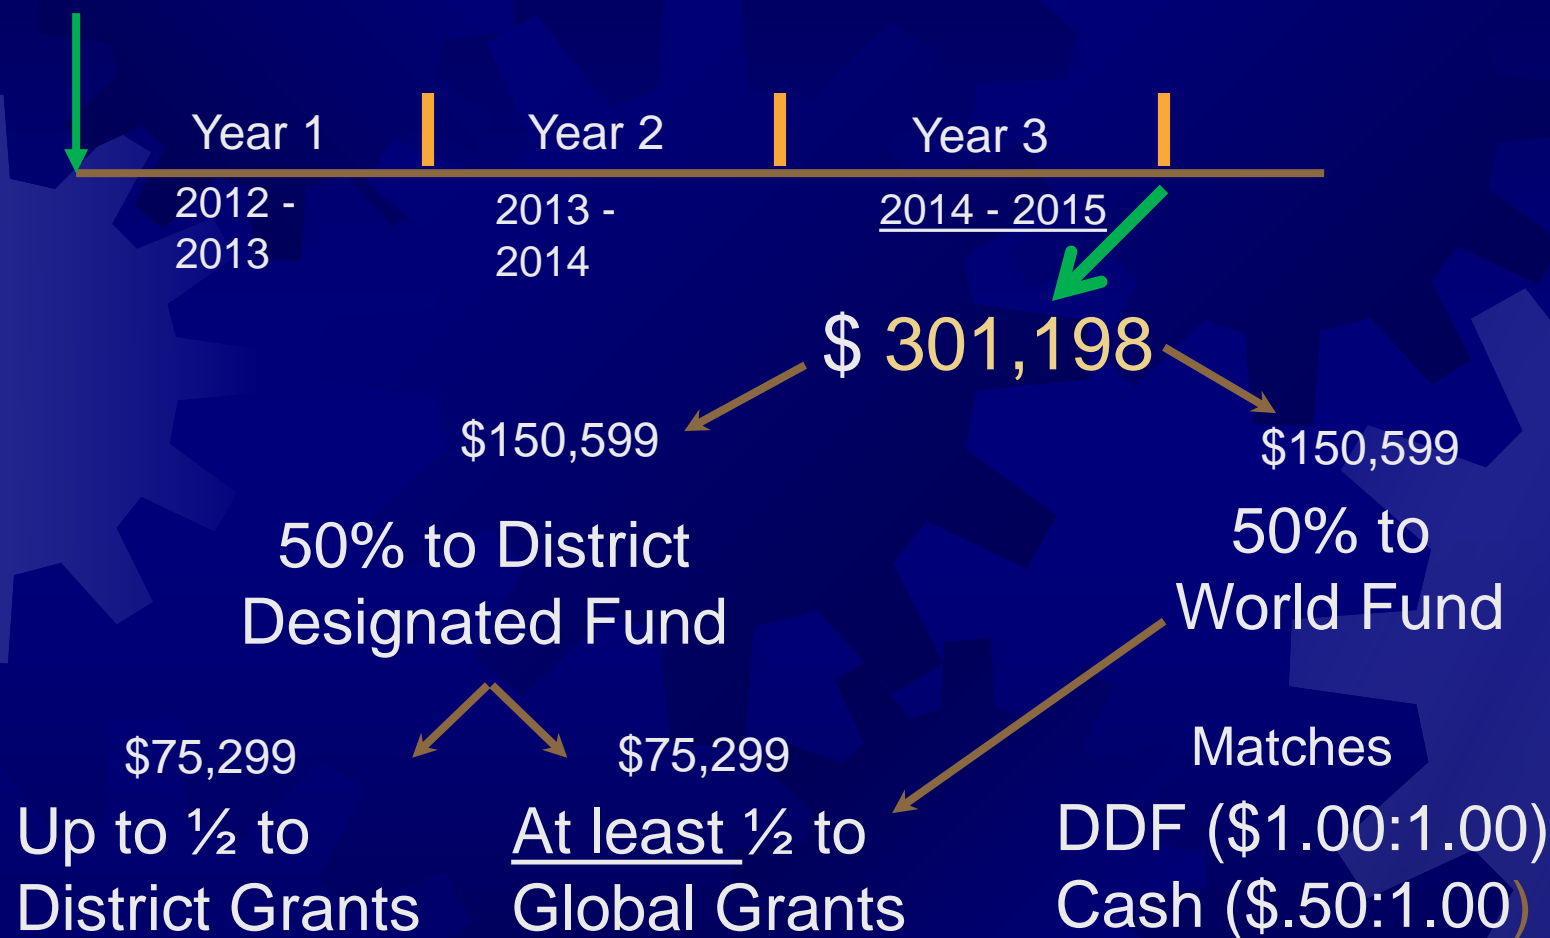 Year 1
Year 2
Year 3
2012 -
2013
2013 -
2014
2014 - 2015
$ 301,198
$150,599
$150,599
50% to District
Designated Fund
50% to
World Fund
$75,299
Up to ½ to
District Grants
$75,299
At least ½ to
Global Grants
Matches
DDF ($1.00:1.00)
Cash ($.50:1.00)